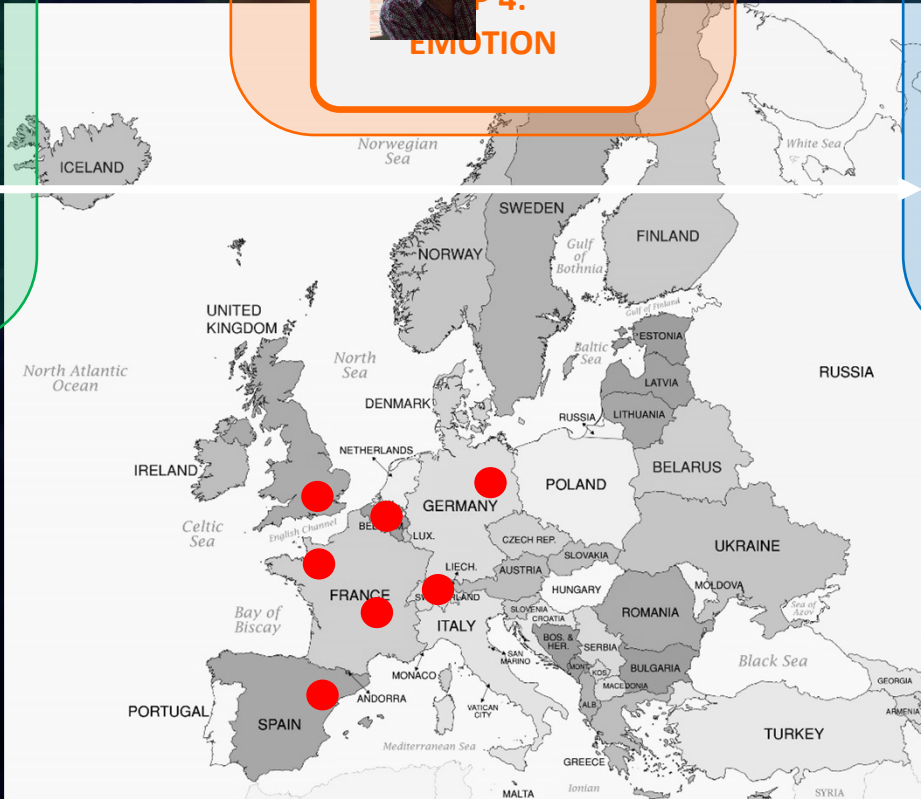 P 4:
EMOTION
Norwegian
Sea
White Sea
ICELAND
SWEDEN
FINLAND
NORWAY
Gulf
of
Bothnia
Gulf of Finland
UNITED
KINGDOM
ESTONIA
North Atlantic
Ocean
North
Sea
Baltic
Sea
RUSSIA
LATVIA
DENMARK
RUSSIA
LITHUANIA
NETHERLANDS
IRELAND
BELARUS
POLAND
GERMANY
Celtic
Sea
English Channel
LUX.
CZECH REP.
UKRAINE
SLOVAKIA
LIECH.
AUSTRIA
MOLDOVA
HUNGARY
FRANCE
Bay of
Biscay
SLOVENIA
CROATIA
ROMANIA
Sea of
Azov
ITALY
BOS. &
HER.
SERBIA
SAN
MARINO
MONT.
KOS.
BULGARIA
Black Sea
MONACO
MACEDONIA
GEORGIA
ANDORRA
VATICAN
CITY
ALB.
ARMENIA
PORTUGAL
SPAIN
TURKEY
Mediterranean Sea
GREECE
Ionian
MALTA
SYRIA